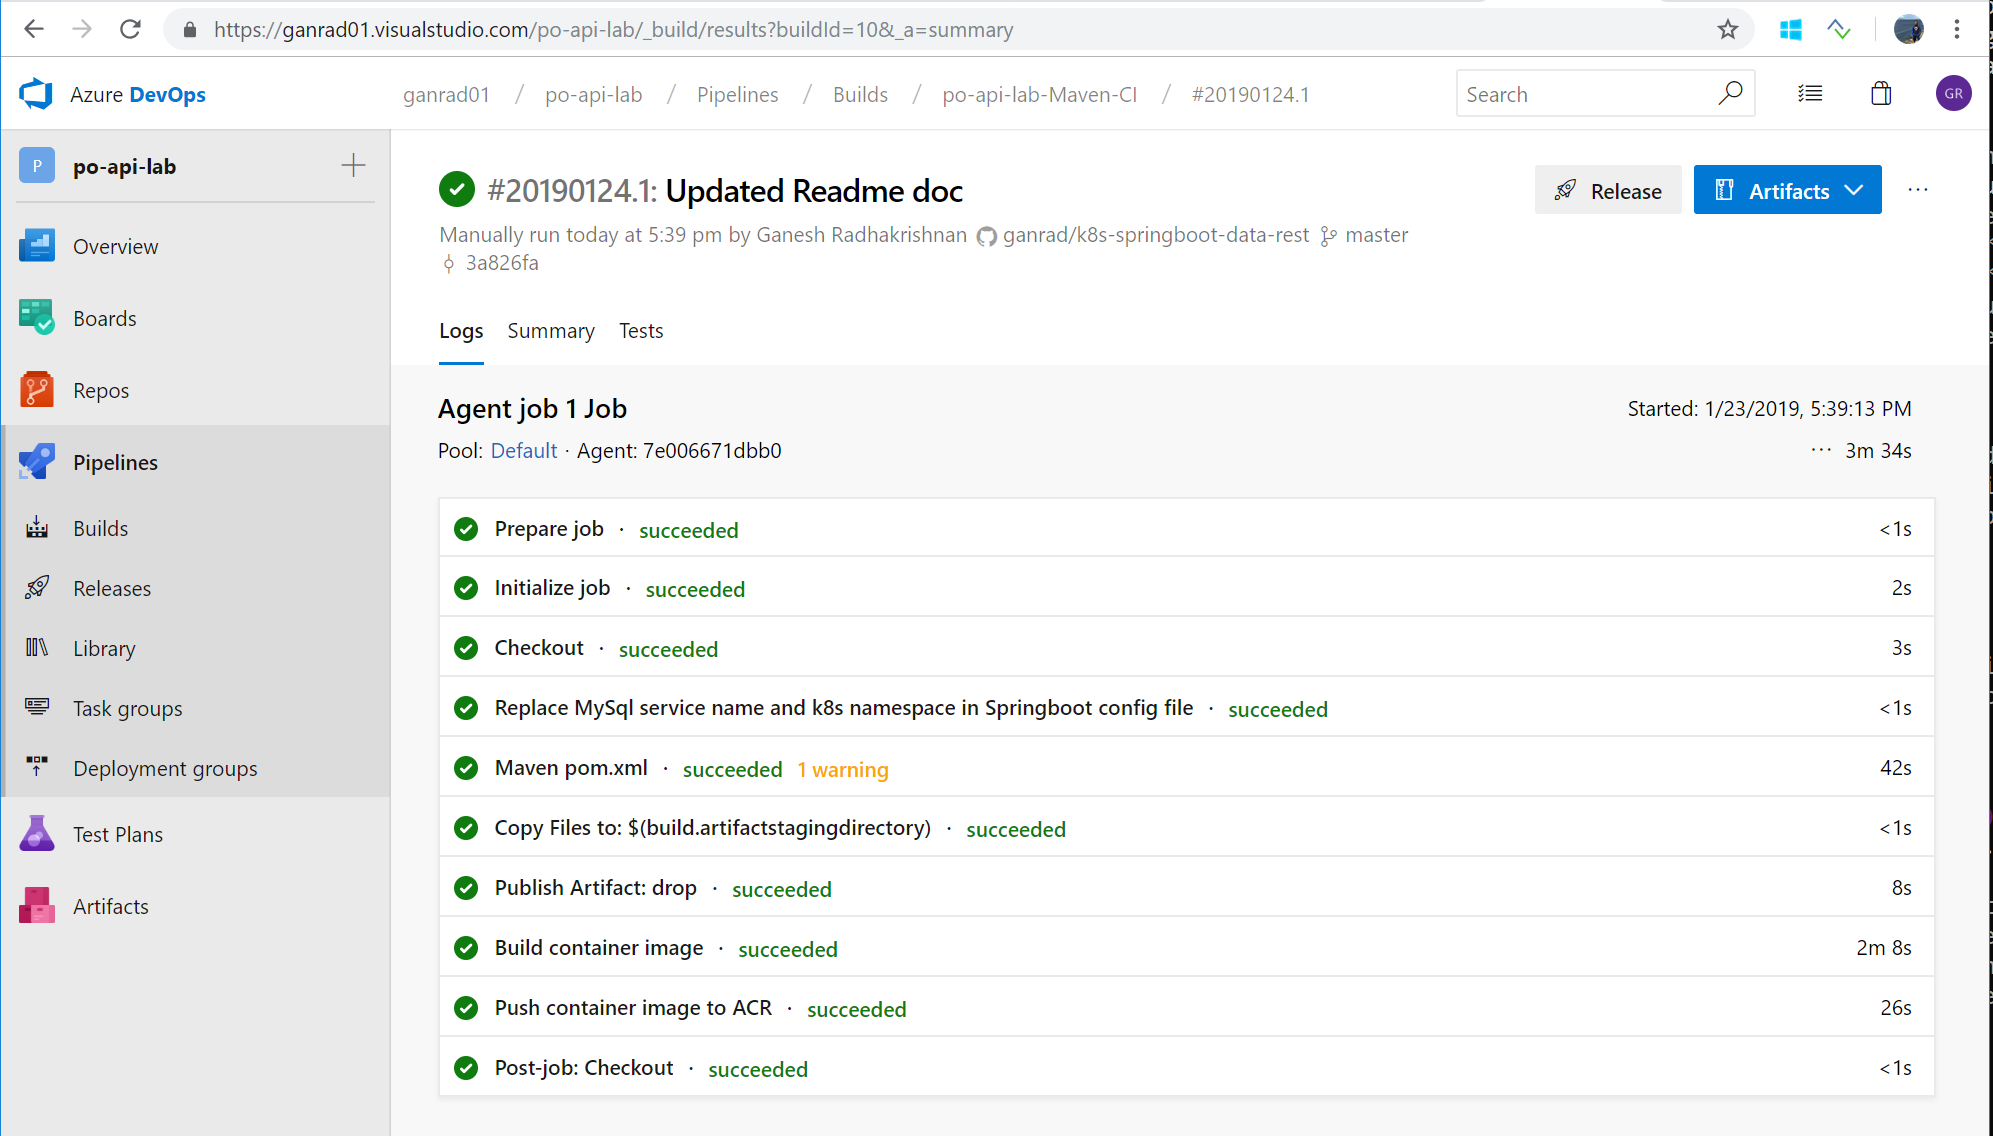 https://ganrad01.visualstudio.com/po-api-lab/_build/results?buildId=10&_a=summary
Azure DevOps
ganrad01 / po-api-lab / Pipelines / Builds / po-api-lab-Maven-CI / #20190124.1
Search
GR
P po-api-lab
Overview
Boards
Repos
Pipelines
Builds
Releases
Library
Task groups
Deployment groups
Test Plans
Artifacts
#20190124.1: Updated Readme doc
Release
Artifacts
Manually run today at 5:39 pm by Ganesh Radhakrishnan ganrad/k8s-springboot-data-rest master
3a826fa
Logs Summary Tests
Agent job 1 Job
Started: 1/23/2019, 5:39:13 PM
Pool: Default · Agent: 7e006671dbb0
··· 3m 34s
Prepare job · succeeded <1s
Initialize job · succeeded 2s
Checkout · succeeded 3s
Replace MySql service name and k8s namespace in Springboot config file · succeeded <1s
Maven pom.xml · succeeded 1 warning 42s
Copy Files to: $(build.artifactstagingdirectory) · succeeded <1s
Publish Artifact: drop · succeeded 8s
Build container image · succeeded 2m 8s
Push container image to ACR · succeeded 26s
Post-job: Checkout · succeeded <1s